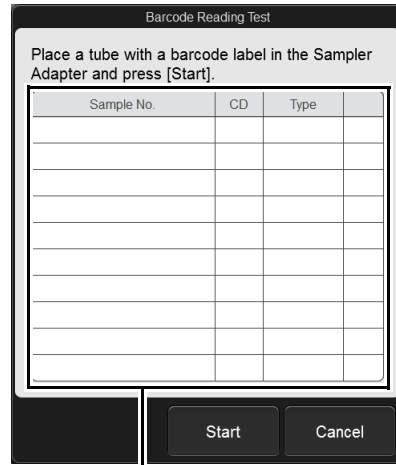 Barcode Reading Test
Place a tube with a barcode label in the Sampler
Adapter and press [Start].
Sample No. CD Type
Start Cancel